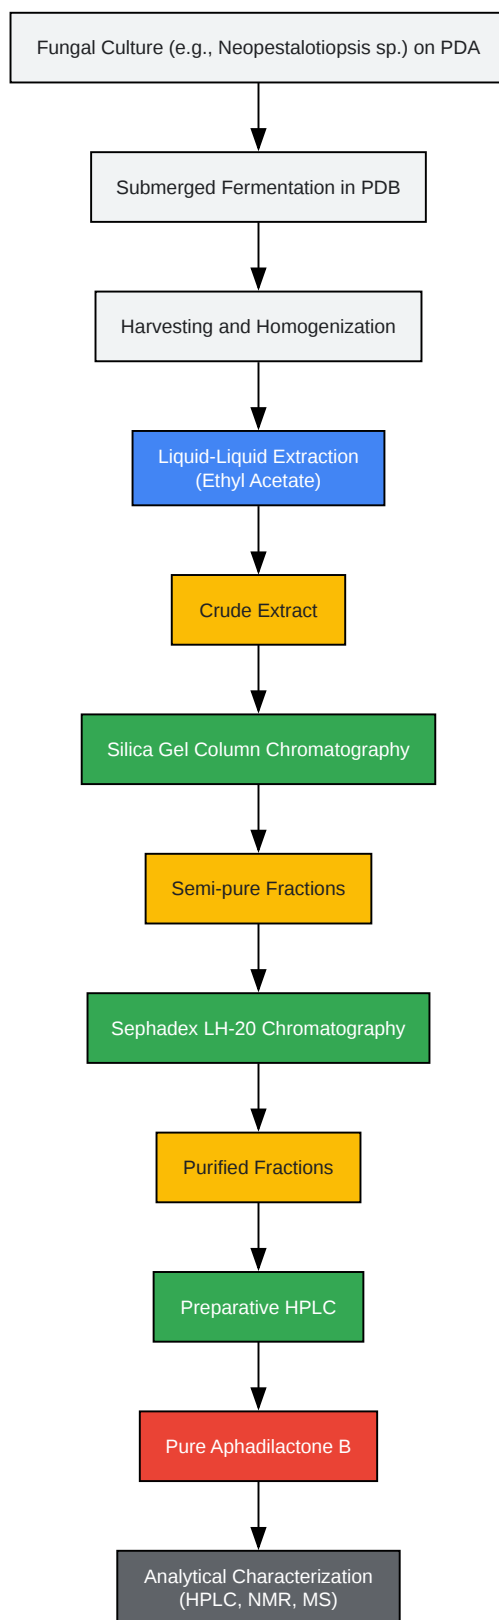 Fungal Culture (e.g., Neopestalotiopsis sp.) on PDA
Submerged Fermentation in PDB
Harvesting and Homogenization
Liquid-Liquid Extraction
(Ethyl Acetate)
Crude Extract
Silica Gel Column Chromatography
Semi-pure Fractions
Sephadex LH-20 Chromatography
Purified Fractions
Preparative HPLC
Pure Aphadilactone B
Analytical Characterization
(HPLC, NMR, MS)